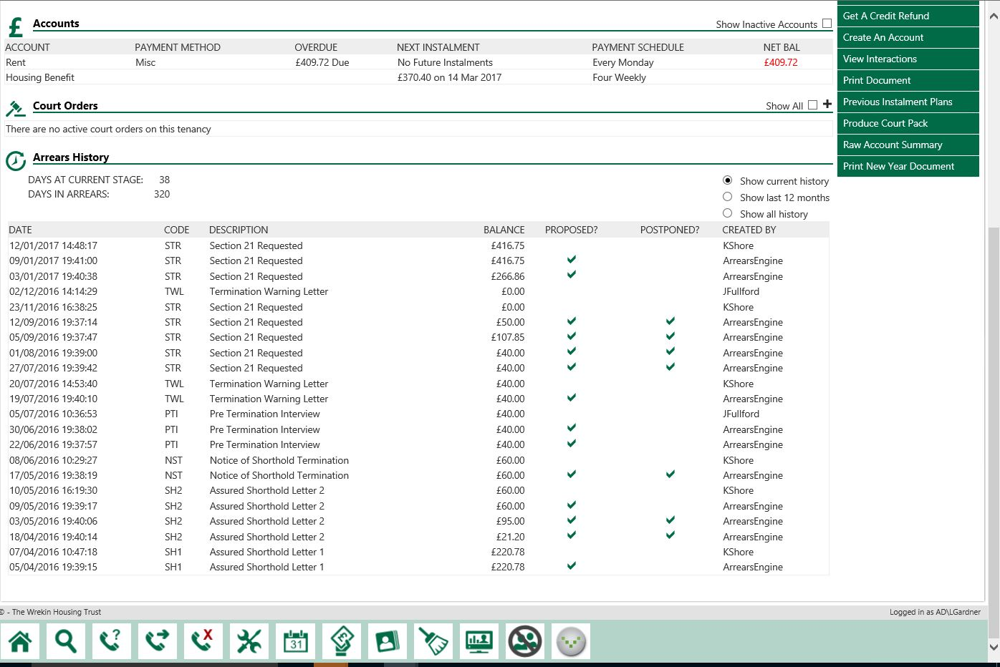 Accounts Show Inactive Accounts
ACCOUNT PAYMENT METHOD OVERDUE NEXT INSTALMENT PAYMENT SCHEDULE NET BAL
Rent Misc £409.72 Due No Future Instalments Every Monday £409.72
Housing Benefit £370.40 on 14 Mar 2017 Four Weekly
Court Orders Show All
There are no active court orders on this tenancy
Arrears History
DAYS AT CURRENT STAGE: 38
DAYS IN ARREARS: 320
Show current history
Show last 12 months
Show all history
DATE CODE DESCRIPTION BALANCE PROPOSED? POSTPONED? CREATED BY
12/01/2017 14:48:17 STR Section 21 Requested £416.75 KShore
09/01/2017 19:41:00 STR Section 21 Requested £416.75 ArrearsEngine
03/01/2017 19:40:38 STR Section 21 Requested £266.86 ArrearsEngine
02/12/2016 14:14:29 TWL Termination Warning Letter £0.00 JFullford
23/11/2016 16:38:25 STR Section 21 Requested £0.00 KShore
12/09/2016 19:37:14 STR Section 21 Requested £50.00 ArrearsEngine
05/09/2016 19:37:47 STR Section 21 Requested £107.85 ArrearsEngine
01/08/2016 19:39:00 STR Section 21 Requested £40.00 ArrearsEngine
27/07/2016 19:39:42 STR Section 21 Requested £40.00 ArrearsEngine
20/07/2016 14:53:40 TWL Termination Warning Letter £40.00 KShore
19/07/2016 19:40:10 TWL Termination Warning Letter £40.00 ArrearsEngine
05/07/2016 10:36:53 PTI Pre Termination Interview £40.00 JFullford
30/06/2016 19:38:02 PTI Pre Termination Interview £40.00 ArrearsEngine
22/06/2016 19:37:57 PTI Pre Termination Interview £40.00 ArrearsEngine
08/06/2016 10:29:27 NST Notice of Shorthold Termination £60.00 KShore
17/05/2016 19:38:19 NST Notice of Shorthold Termination £60.00 ArrearsEngine
10/05/2016 16:19:30 SH2 Assured Shorthold Letter 2 £60.00 KShore
09/05/2016 19:39:17 SH2 Assured Shorthold Letter 2 £60.00 ArrearsEngine
03/05/2016 19:40:06 SH2 Assured Shorthold Letter 2 £95.00 ArrearsEngine
18/04/2016 19:40:14 SH2 Assured Shorthold Letter 2 £21.20 ArrearsEngine
07/04/2016 10:47:18 SH1 Assured Shorthold Letter 1 £220.78 KShore
05/04/2016 19:39:15 SH1 Assured Shorthold Letter 1 £220.78 ArrearsEngine
Get A Credit Refund
Create An Account
View Interactions
Print Document
Previous Instalment Plans
Produce Court Pack
Raw Account Summary
Print New Year Document
© - The Wrekin Housing Trust Logged in as AD\LGardner
31